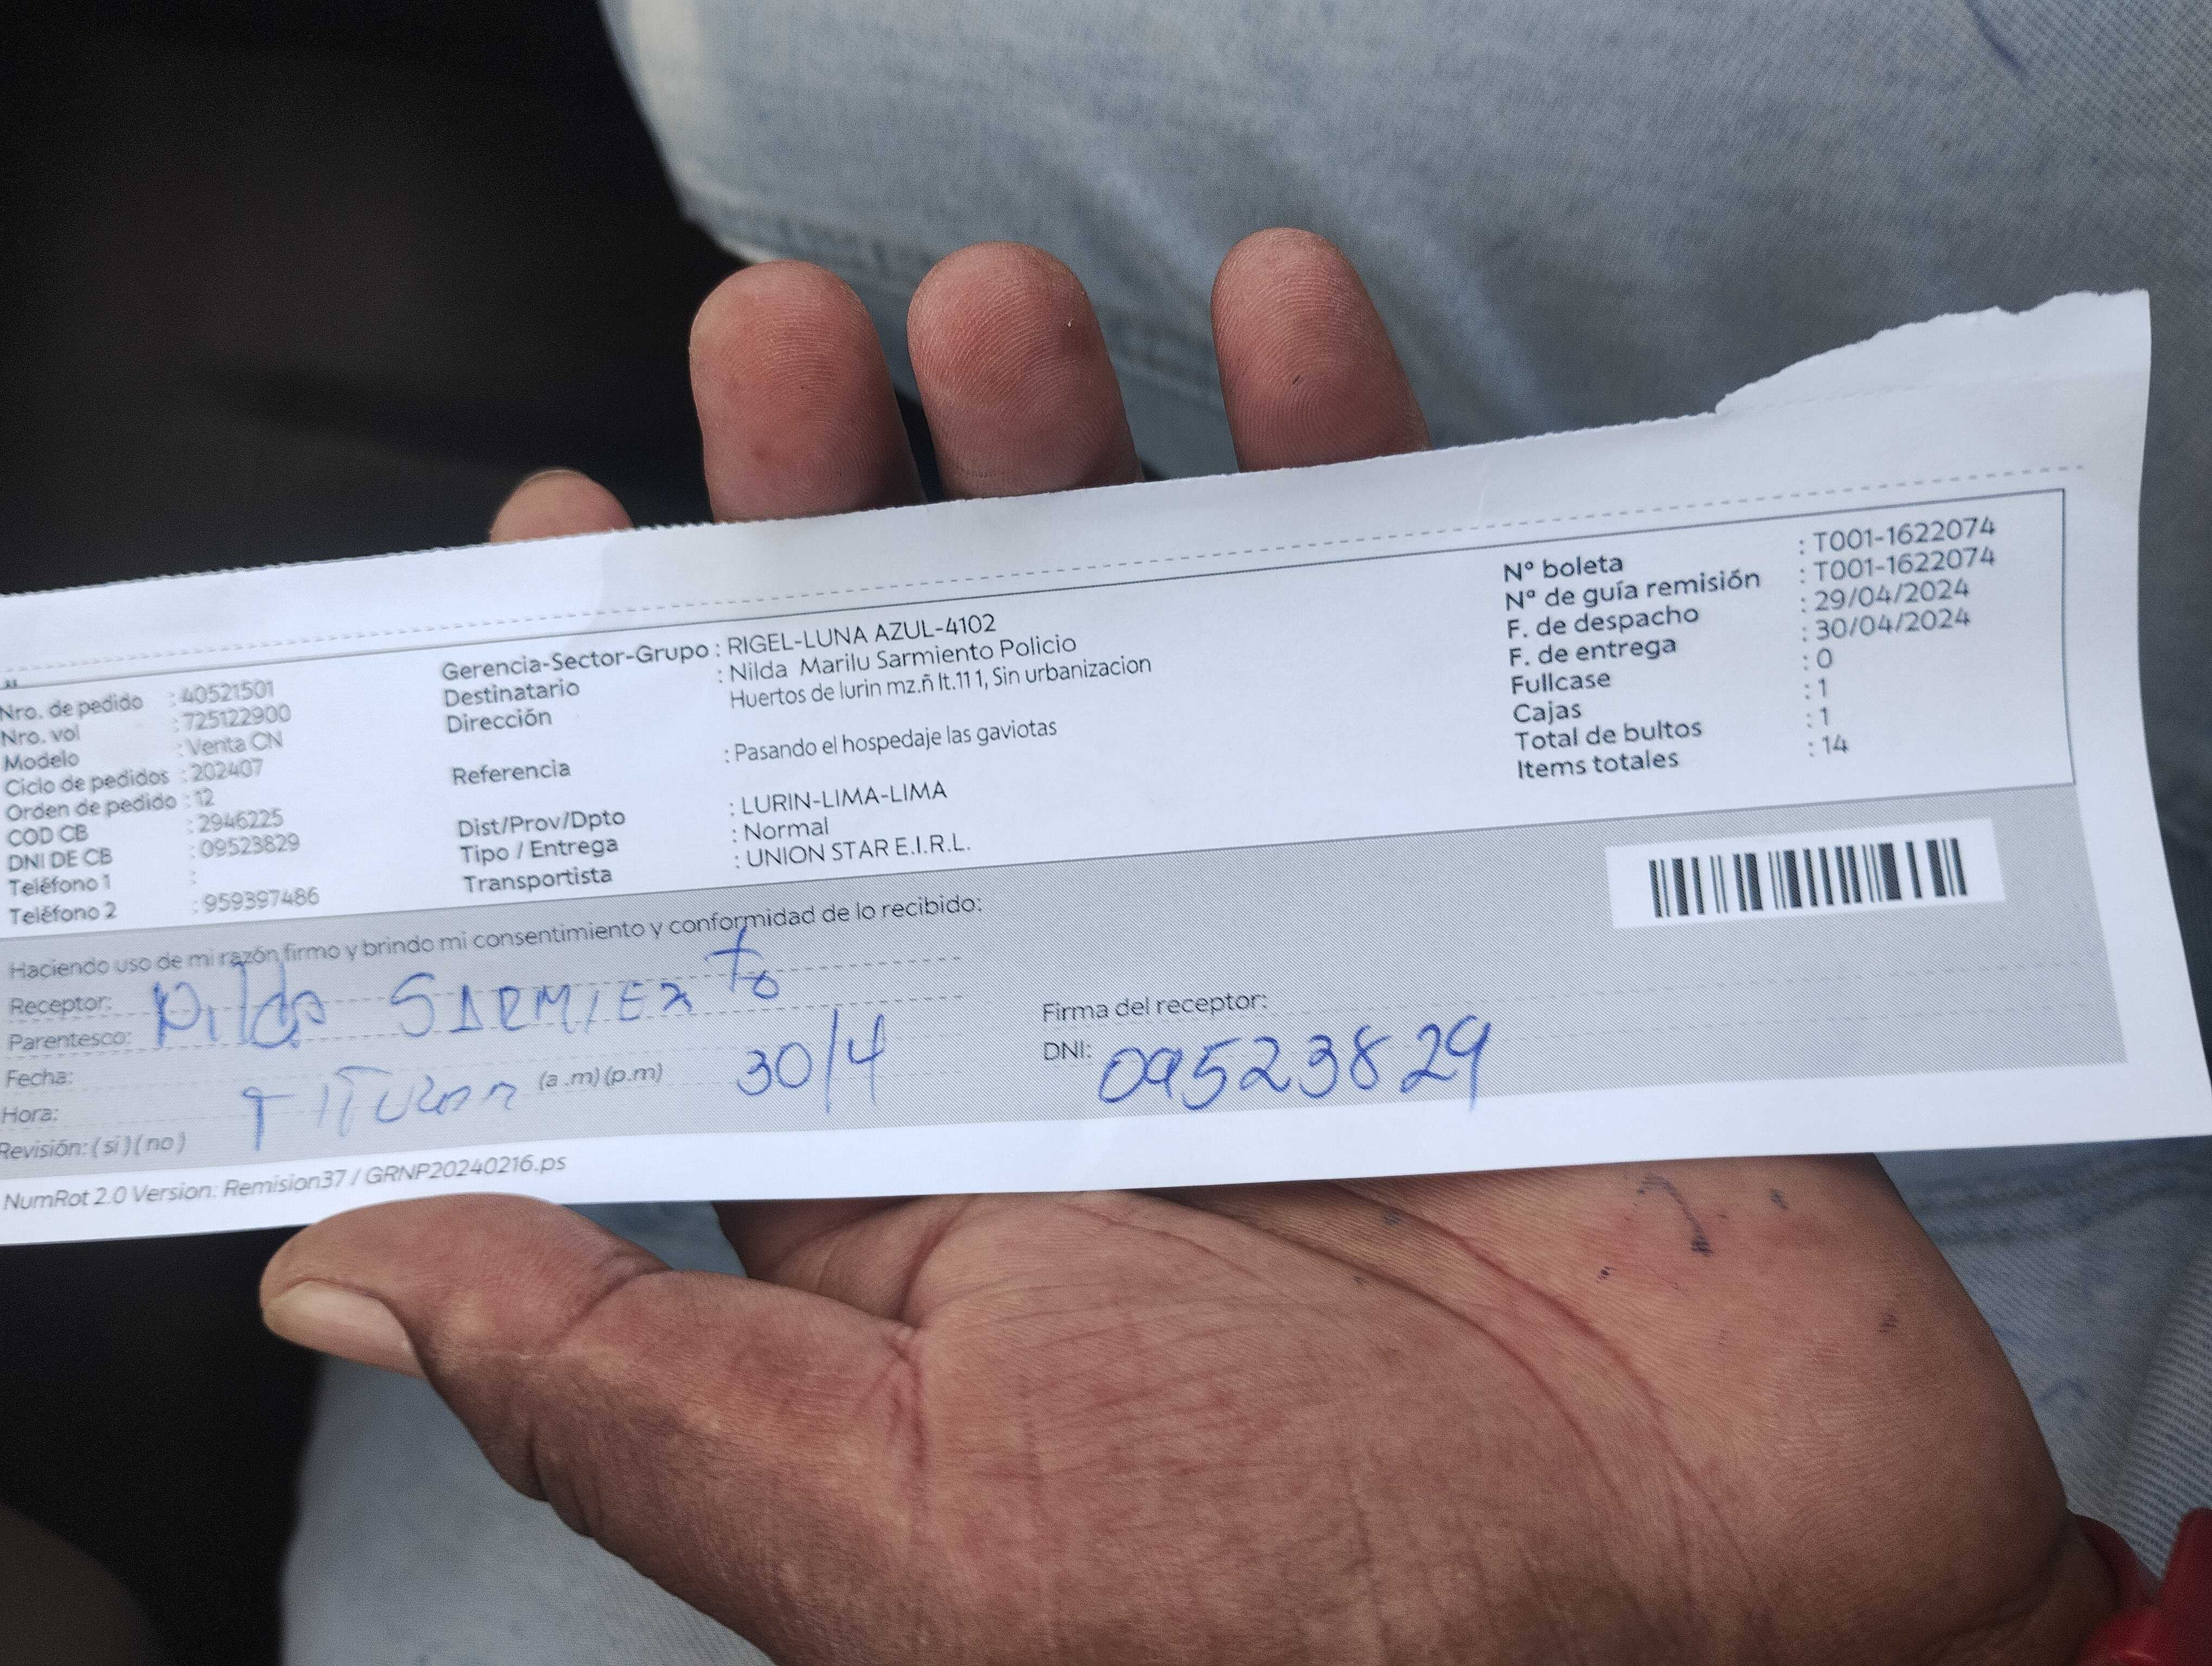 Nro. de pedido : 40521501
Nro. vol : 725122900
Modelo : Venta CN
Ciclo de pedidos : 202407
Orden de pedido : 12
COD CB : 2946225
DNI DE CB : 09523829
Teléfono 1 :
Teléfono 2 : 959397486
Gerencia-Sector-Grupo : RIGEL-LUNA AZUL-4102
Destinatario : Nilda Marilu Sarmiento Policio
Dirección Huertos de lurin mz.ñ lt.11 1, Sin urbanizacion
Referencia : Pasando el hospedaje las gaviotas
Dist/Prov/Dpto : LURIN-LIMA-LIMA
Tipo / Entrega : Normal
Transportista : UNION STAR E.I.R.L.
N° boleta : T001-1622074
N° de guía remisión : T001-1622074
F. de despacho : 29/04/2024
F. de entrega : 30/04/2024
Fullcase : 0
Cajas : 1
Total de bultos : 1
Items totales : 14
Haciendo uso de mi razón firmo y brindo mi consentimiento y conformidad de lo recibido:
Receptor: Nilda SARMIENTO
Parentesco:
Fecha:
Hora: (a .m) (p.m) 30/4
Revisión: ( si ) ( no )
Firma del receptor:
DNI: 09523829
NumRot 2.0 Version: Remision37 / GRNP20240216.ps